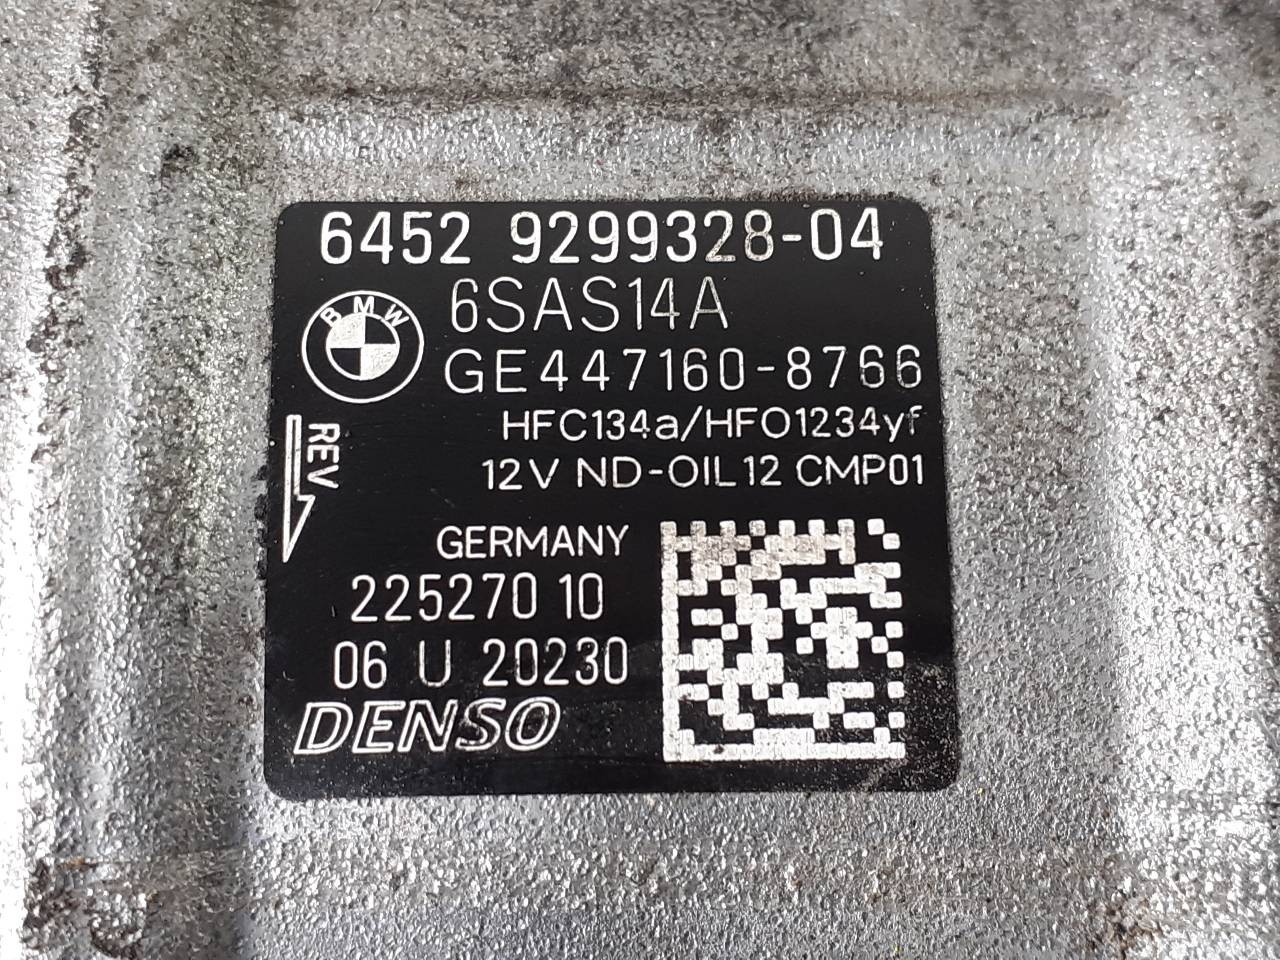 6452 9299328-04
BMW
6SAS14A
GE447160-8766
HFC134a/HFO1234yf
12V ND-OIL12 CMP01
REV
GERMANY
225270 10
06 U 20230
DENSO